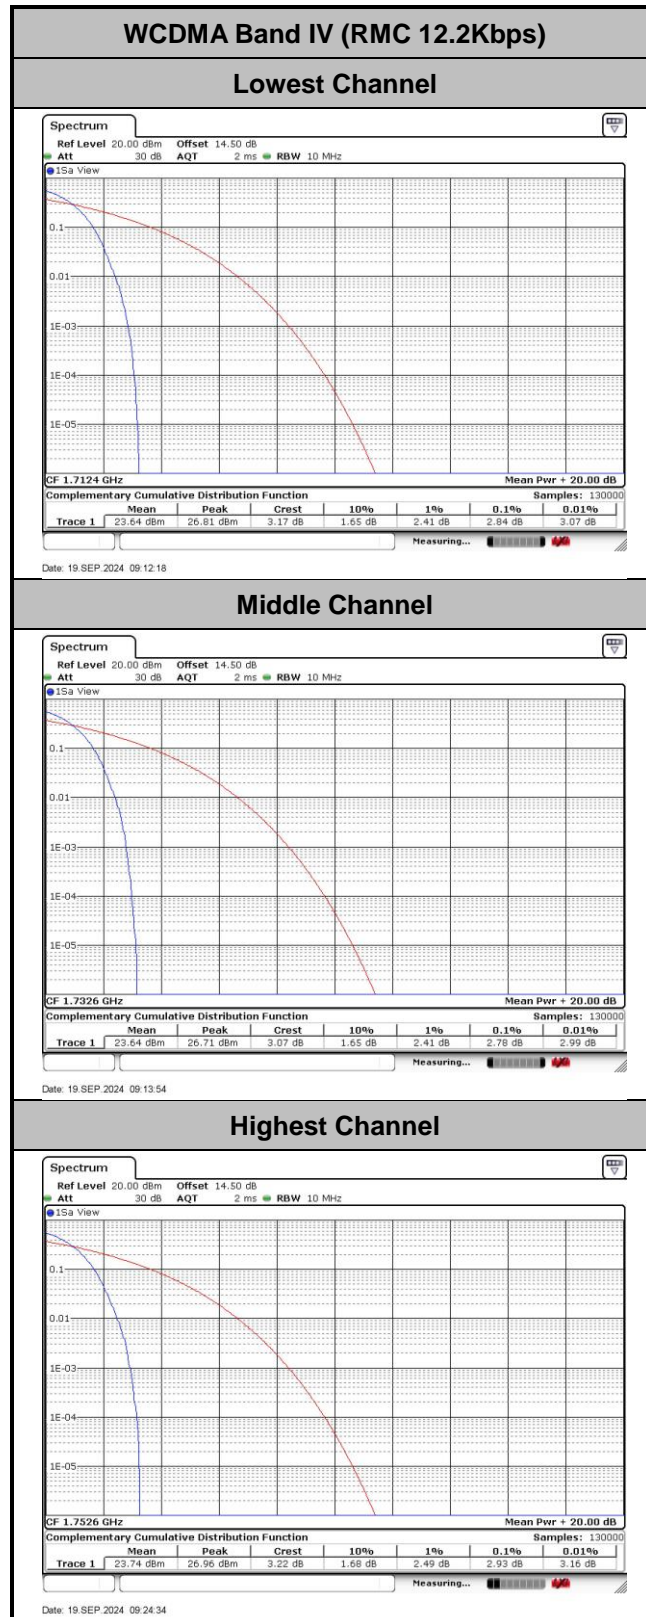 WCDMA Band IV (RMC 12.2Kbps)
Lowest Channel
Spectrum
Ref Level 20.00 dBm Offset 14.50 dB
Att 30 dB AQT 2 ms RBW 10 MHz
1Sa View
0.1
0.01
1E-03
1E-04
1E-05
CF 1.7124 GHz Mean Pwr + 20.00 dB
Complementary Cumulative Distribution Function Samples: 130000
Mean Peak Crest 10% 1% 0.1% 0.01%
Trace 1 23.64 dBm 26.81 dBm 3.17 dB 1.65 dB 2.41 dB 2.84 dB 3.07 dB
Measuring...
Date: 19.SEP.2024 09:12:18
Middle Channel
Spectrum
Ref Level 20.00 dBm Offset 14.50 dB
Att 30 dB AQT 2 ms RBW 10 MHz
1Sa View
0.1
0.01
1E-03
1E-04
1E-05
CF 1.7326 GHz Mean Pwr + 20.00 dB
Complementary Cumulative Distribution Function Samples: 130000
Mean Peak Crest 10% 1% 0.1% 0.01%
Trace 1 23.64 dBm 26.71 dBm 3.07 dB 1.65 dB 2.41 dB 2.78 dB 2.99 dB
Measuring...
Date: 19.SEP.2024 09:13:54
Highest Channel
Spectrum
Ref Level 20.00 dBm Offset 14.50 dB
Att 30 dB AQT 2 ms RBW 10 MHz
1Sa View
0.1
0.01
1E-03
1E-04
1E-05
CF 1.7526 GHz Mean Pwr + 20.00 dB
Complementary Cumulative Distribution Function Samples: 130000
Mean Peak Crest 10% 1% 0.1% 0.01%
Trace 1 23.74 dBm 26.96 dBm 3.22 dB 1.68 dB 2.49 dB 2.93 dB 3.16 dB
Measuring...
Date: 19.SEP.2024 09:24:34